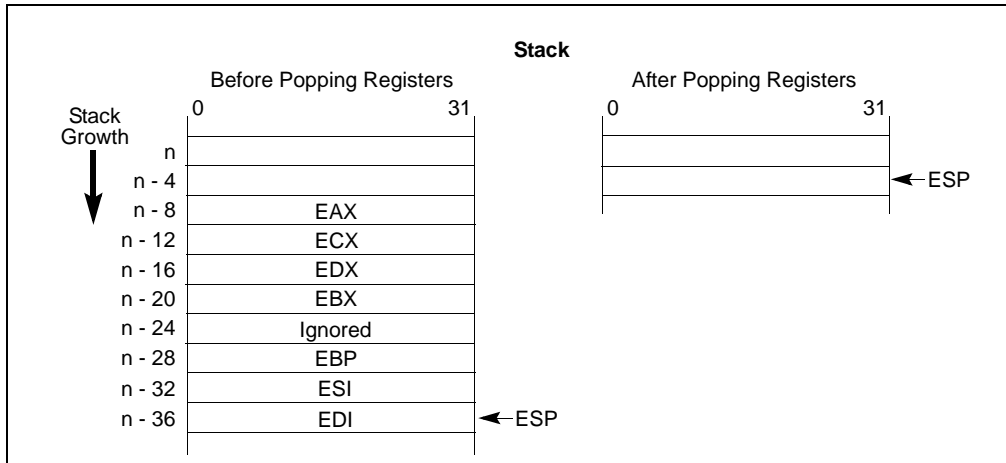 Stack
Before Popping Registers
After Popping Registers
0 31
0 31
Stack
Growth
n
n - 4
ESP
n - 8 EAX
n - 12 ECX
n - 16 EDX
n - 20 EBX
n - 24 Ignored
n - 28 EBP
n - 32 ESI
n - 36 EDI ESP